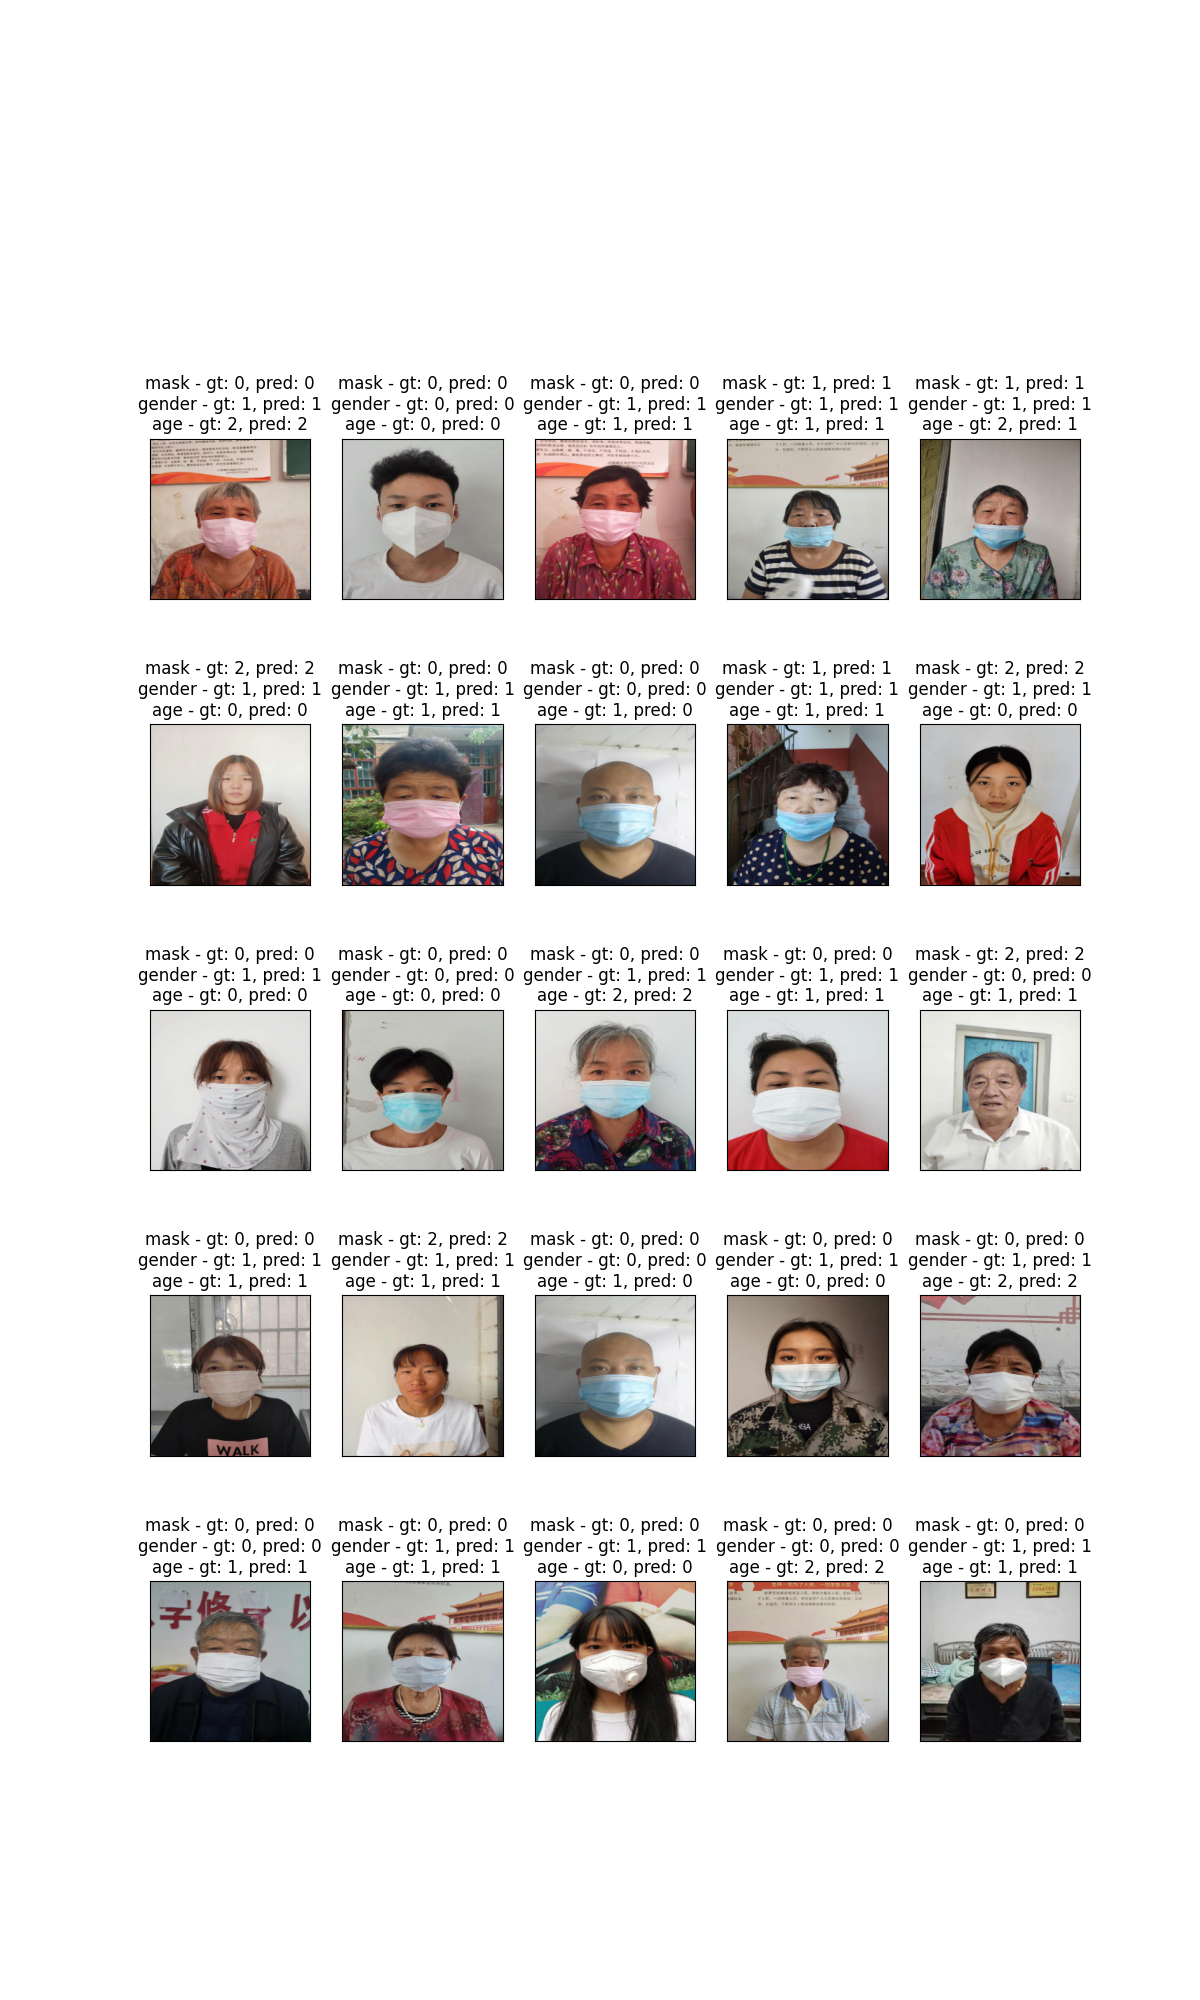 mask - gt: 0, pred: 0
gender - gt: 1, pred: 1
age - gt: 2, pred: 2
mask - gt: 0, pred: 0
gender - gt: 0, pred: 0
age - gt: 0, pred: 0
mask - gt: 0, pred: 0
gender - gt: 1, pred: 1
age - gt: 1, pred: 1
mask - gt: 1, pred: 1
gender - gt: 1, pred: 1
age - gt: 1, pred: 1
mask - gt: 1, pred: 1
gender - gt: 1, pred: 1
age - gt: 2, pred: 1
mask - gt: 2, pred: 2
gender - gt: 1, pred: 1
age - gt: 0, pred: 0
mask - gt: 0, pred: 0
gender - gt: 1, pred: 1
age - gt: 1, pred: 1
mask - gt: 0, pred: 0
gender - gt: 0, pred: 0
age - gt: 1, pred: 0
mask - gt: 1, pred: 1
gender - gt: 1, pred: 1
age - gt: 1, pred: 1
mask - gt: 2, pred: 2
gender - gt: 1, pred: 1
age - gt: 0, pred: 0
mask - gt: 0, pred: 0
gender - gt: 1, pred: 1
age - gt: 0, pred: 0
mask - gt: 0, pred: 0
gender - gt: 0, pred: 0
age - gt: 0, pred: 0
mask - gt: 0, pred: 0
gender - gt: 1, pred: 1
age - gt: 2, pred: 2
mask - gt: 0, pred: 0
gender - gt: 1, pred: 1
age - gt: 1, pred: 1
mask - gt: 2, pred: 2
gender - gt: 0, pred: 0
age - gt: 1, pred: 1
mask - gt: 0, pred: 0
gender - gt: 1, pred: 1
age - gt: 1, pred: 1
WALK
mask - gt: 2, pred: 2
gender - gt: 1, pred: 1
age - gt: 1, pred: 1
mask - gt: 0, pred: 0
gender - gt: 0, pred: 0
age - gt: 1, pred: 0
mask - gt: 0, pred: 0
gender - gt: 1, pred: 1
age - gt: 0, pred: 0
mask - gt: 0, pred: 0
gender - gt: 1, pred: 1
age - gt: 2, pred: 2
mask - gt: 0, pred: 0
gender - gt: 0, pred: 0
age - gt: 1, pred: 1
mask - gt: 0, pred: 0
gender - gt: 1, pred: 1
age - gt: 1, pred: 1
mask - gt: 0, pred: 0
gender - gt: 1, pred: 1
age - gt: 0, pred: 0
mask - gt: 0, pred: 0
gender - gt: 0, pred: 0
age - gt: 2, pred: 2
mask - gt: 0, pred: 0
gender - gt: 1, pred: 1
age - gt: 1, pred: 1